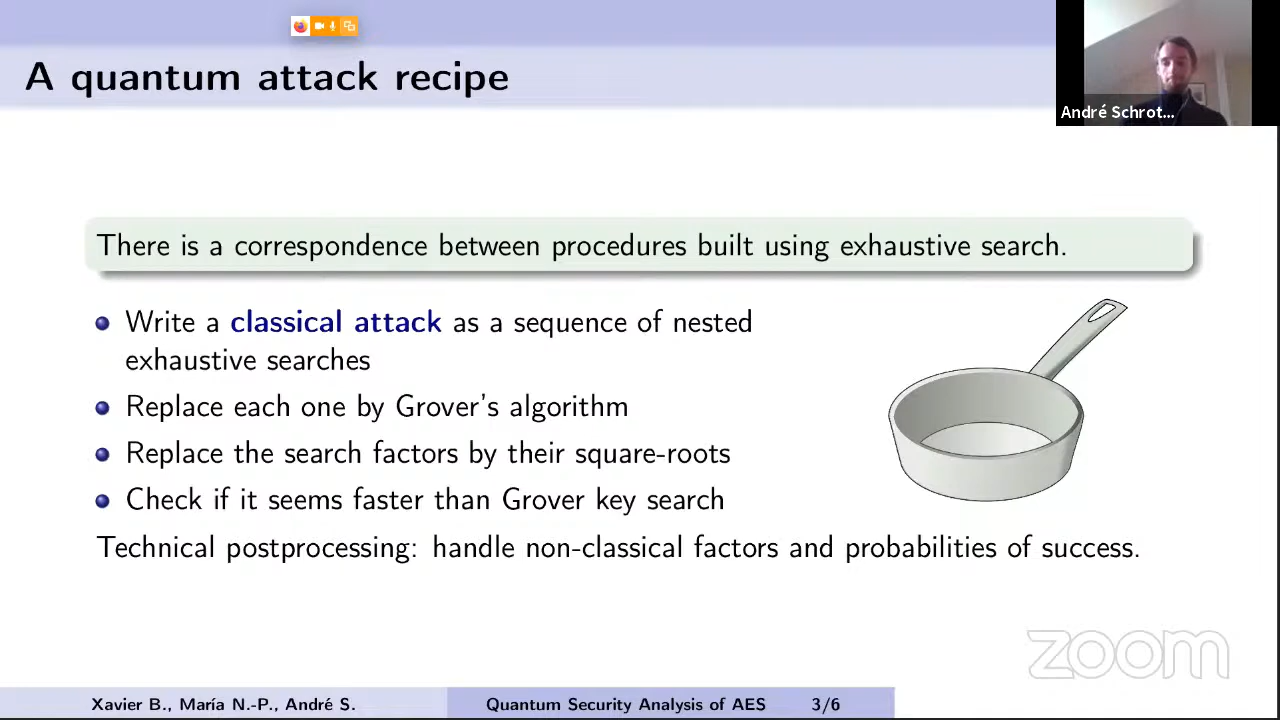 A quantum attack recipe
André Schrot...
There is a correspondence between procedures built using exhaustive search.
Write a classical attack as a sequence of nested
exhaustive searches
Replace each one by Grover's algorithm
Replace the search factors by their square-roots
Check if it seems faster than Grover key search
Technical postprocessing: handle non-classical factors and probabilities of success.
zoom
Xavier B., María N.-P., André S.
Quantum Security Analysis of AES
3/6